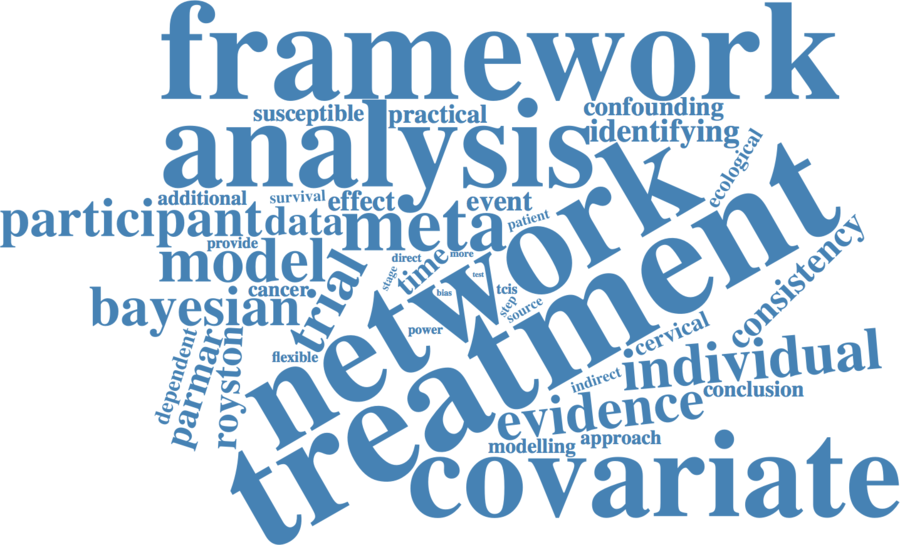 framework
susceptible
practical
confounding
analysis
identifying
ecological
additional
survival
effect
event
participant
data
meta
patient
network
treatment
provide
model
direct
more
time
stage
test
consistency
bayesian
cancer
trial
bias
tcis
step
source
power
flexible
dependent
parmar
royston
cervical
individual
indirect
conclusion
evidence
modelling
approach
covariate